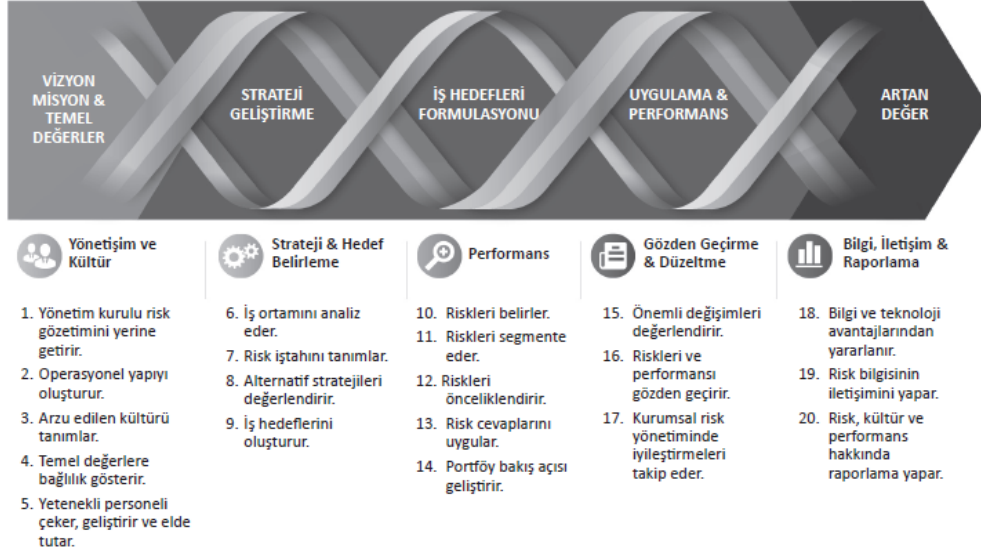 VİZYON
MİSYON &
TEMEL
DEĞERLER
STRATEJİ
GELİŞTİRME
İŞ HEDEFLERİ
FORMULASYONU
UYGULAMA &
PERFORMANS
ARTAN
DEĞER
Yönetişim ve
Kültür
1. Yönetim kurulu risk
gözetimini yerine
getirir.
2. Operasyonel yapıyı
oluşturur.
3. Arzu edilen kültürü
tanımlar.
4. Temel değerlere
bağlılık gösterir.
5. Yetenekli personeli
çeker, geliştirir ve elde
tutar.
Strateji & Hedef
Belirleme
6. İş ortamını analiz
eder.
7. Risk iştahını tanımlar.
8. Alternatif stratejileri
değerlendirir.
9. İş hedeflerini
oluşturur.
Performans
10. Riskleri belirler.
11. Riskleri segmente
eder.
12. Riskleri
önceliklendirir.
13. Risk cevaplarını
uygular.
14. Portföy bakış açısı
geliştirir.
Gözden Geçirme
& Düzeltme
15. Önemli değişimleri
değerlendirir.
16. Riskleri ve
performansı
gözden geçirir.
17. Kurumsal risk
yönetiminde
iyileştirmeleri
takip eder.
Bilgi, İletişim &
Raporlama
18. Bilgi ve teknoloji
avantajlarından
yararlanır.
19. Risk bilgisinin
iletişimini yapar.
20. Risk, kültür ve
performans
hakkında
raporlama yapar.